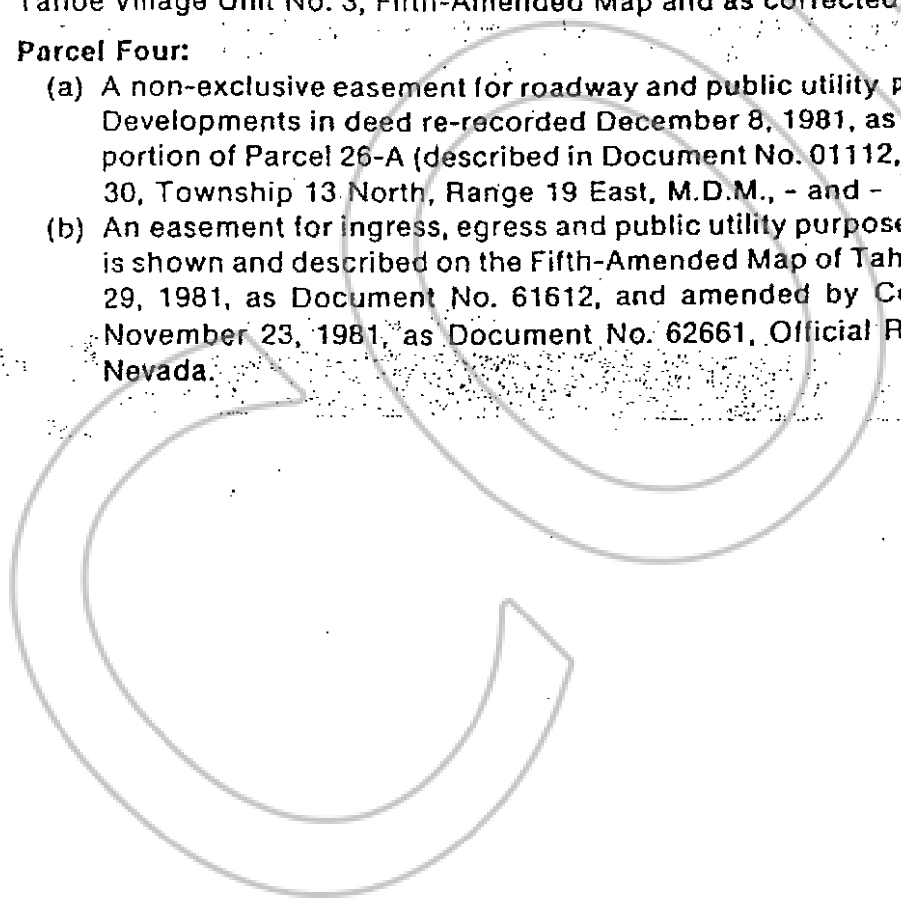 Tahoe Village Unit No. 3, Fifth-Amended Map and as corrected
Parcel Four:
(a) A non-exclusive easement for roadway and public utility p
Developments in deed re-recorded December 8, 1981, as
portion of Parcel 26-A (described in Document No. 01112,
30, Township 13 North, Range 19 East, M.D.M., - and -
(b) An easement for ingress, egress and public utility purpose
is shown and described on the Fifth-Amended Map of Tah
29, 1981, as Document No. 61612, and amended by Ce
November 23, 1981, as Document No. 62661, Official R
Nevada.
CO